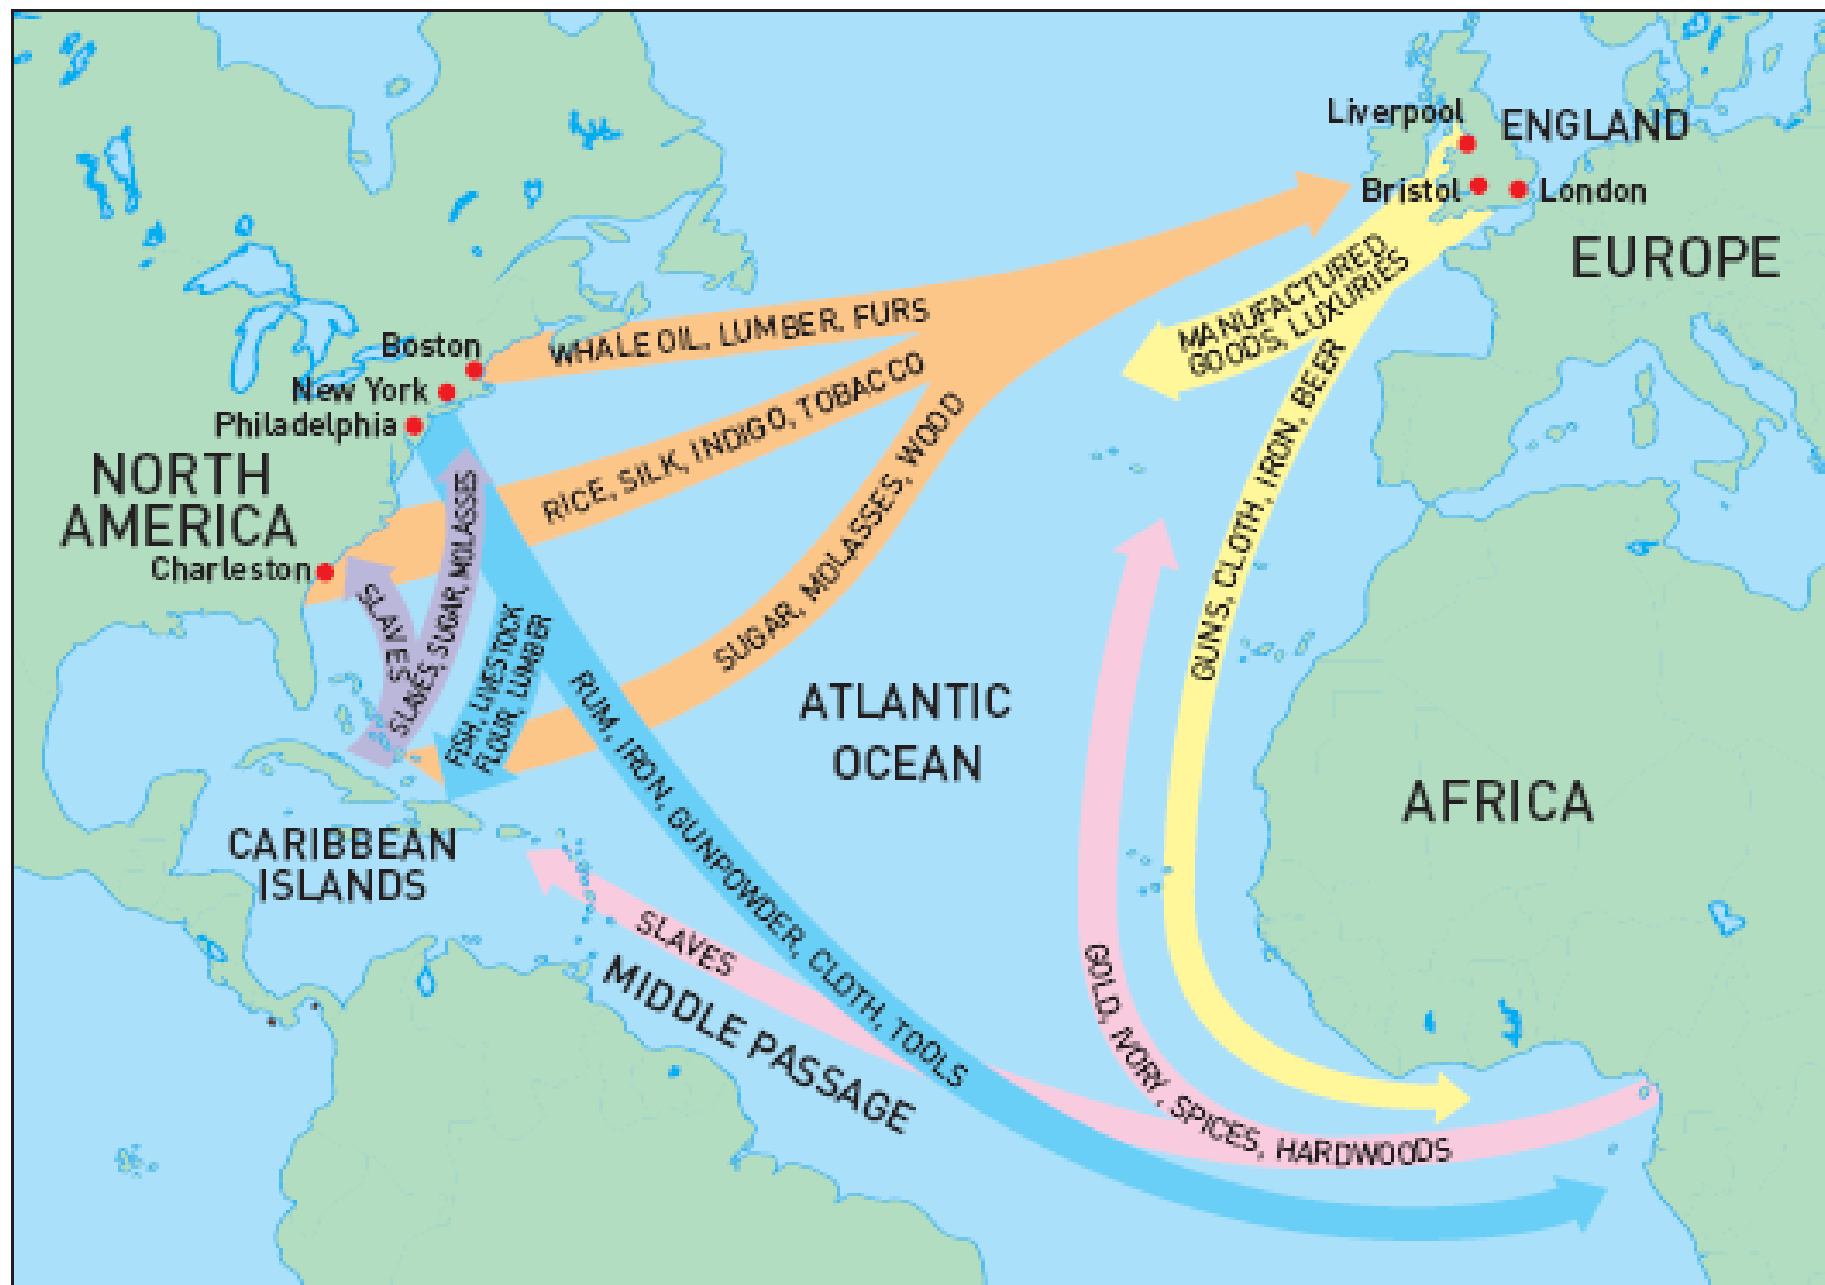 Liverpool
ENGLAND
Bristol
London
EUROPE
MANUFACTURED
GOODS, LUXURIES
WHALE OIL, LUMBER, FURS
Boston
New York
Philadelphia
RICE, SILK, INDIGO, TOBACCO
GUNS, CLOTH, IRON, BEER
NORTH
AMERICA
Charleston
SLAVES
SLAVES, SUGAR, MOLASSES
FISH, LIVESTOCK
FLOUR, LUMBER
SUGAR, MOLASSES, WOOD
RUM, IRON, GUNPOWDER, CLOTH, TOOLS
ATLANTIC
OCEAN
AFRICA
CARIBBEAN
ISLANDS
SLAVES
MIDDLE PASSAGE
GOLD, IVORY, SPICES, HARDWOODS